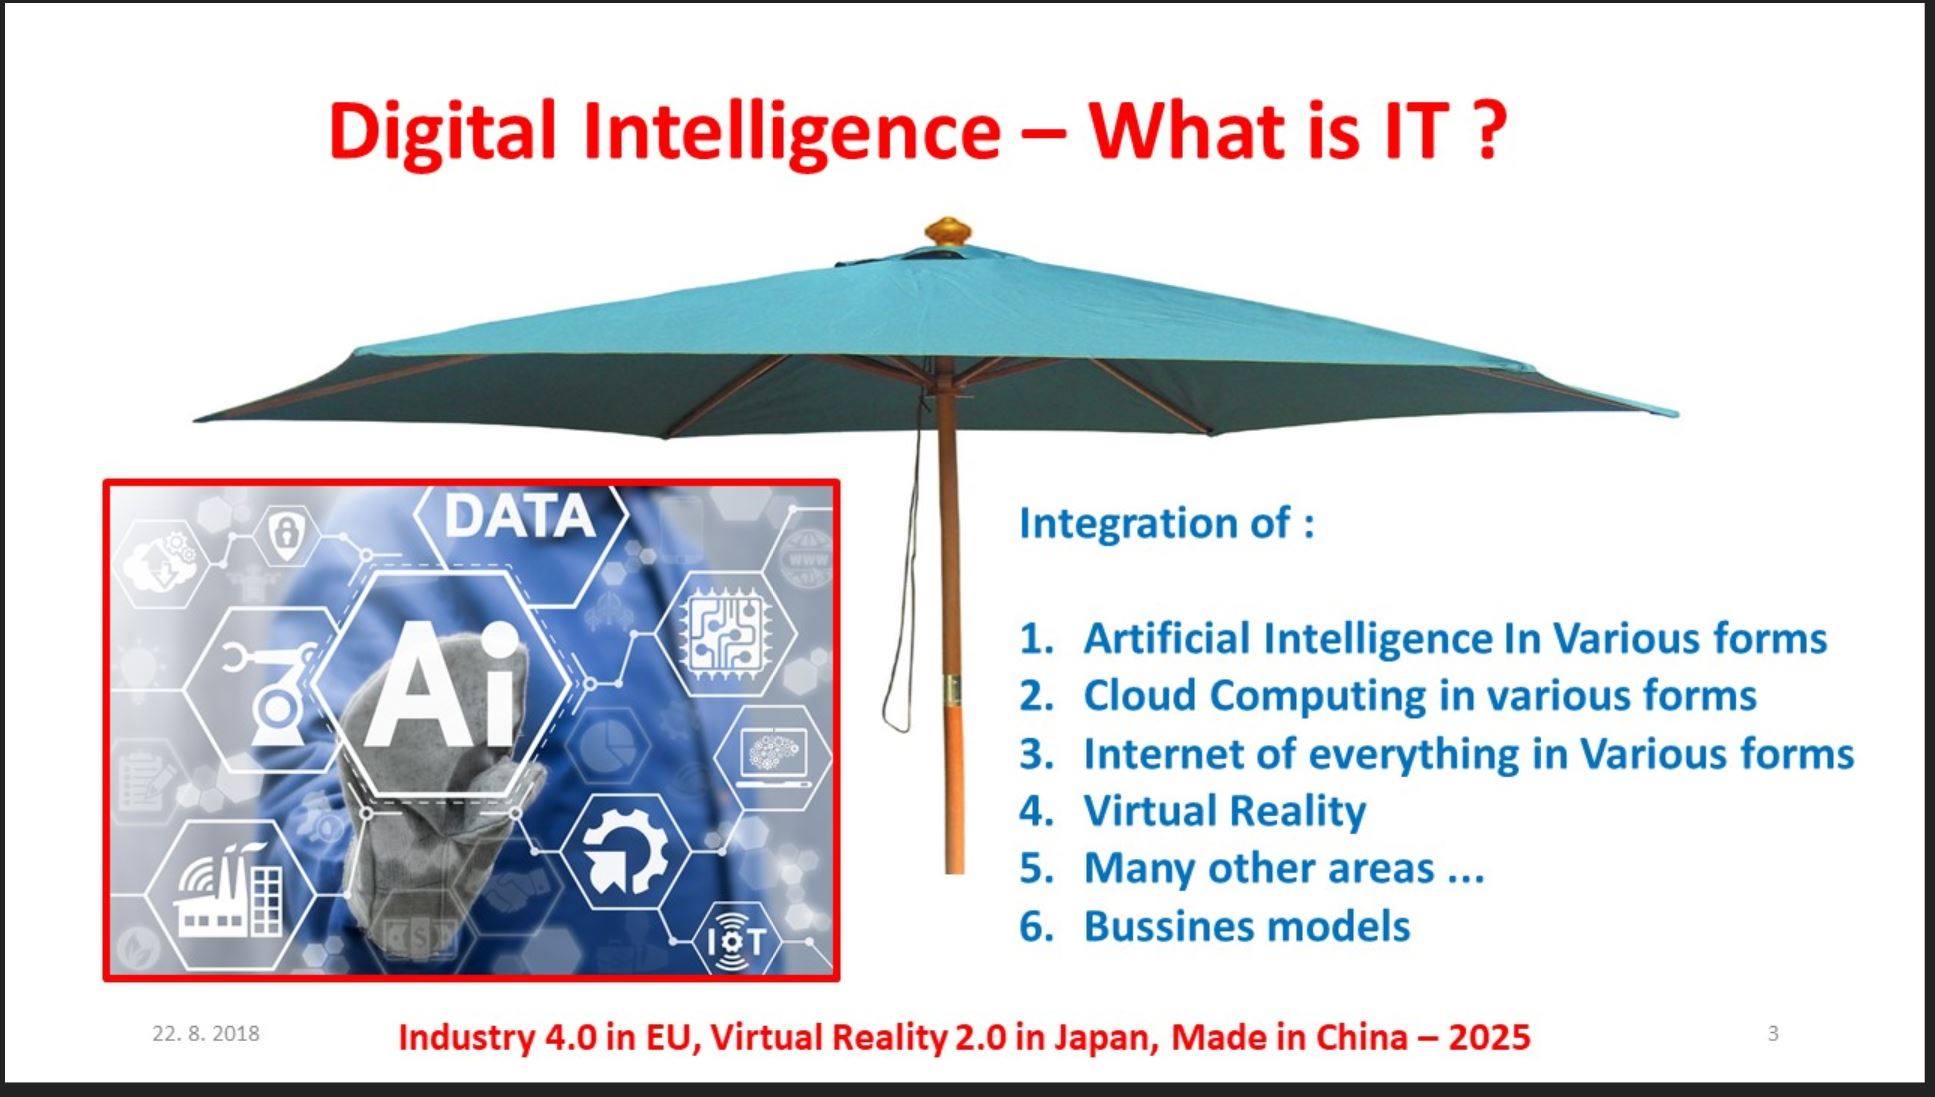 Digital Intelligence – What is IT ?
DATA
Ai
WWW
IoT
Integration of :
1. Artificial Intelligence In Various forms
2. Cloud Computing in various forms
3. Internet of everything in Various forms
4. Virtual Reality
5. Many other areas ...
6. Bussines models
22. 8. 2018
Industry 4.0 in EU, Virtual Reality 2.0 in Japan, Made in China – 2025
3